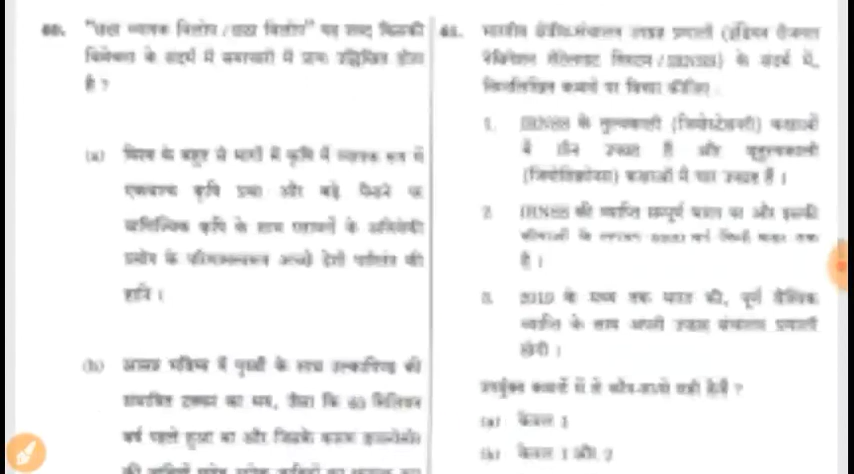 60. "छठा व्यापक विलोप / छठा विलोप" यह शब्द किसकी
विवेचना के संदर्भ में समाचारों में प्रायः उल्लिखित होता
है ?
(a) विश्व के बहुत से भागों में कृषि में व्यापक रूप में
एकधान्य कृषि प्रथा और बड़े पैमाने पर
वाणिज्यिक कृषि के साथ रसायनों के अविवेकी
प्रयोग के परिणामस्वरूप अच्छे देशी पारितंत्र की
हानि ।
(b) आसन्न भविष्य में पृथ्वी के साथ उल्कापिण्ड की
संभावित टक्कर का भय, जैसा कि 65 मिलियन
वर्ष पहले हुआ था और जिसके कारण डायनोसोर
की जातियों समेत अनेक जातियों का
61. भारतीय क्षेत्रीय-संचालन उपग्रह प्रणाली (इंडियन रीजनल
नेविगेशन सैटेलाइट सिस्टम / IRNSS) के संदर्भ में,
निम्नलिखित कथनों पर विचार कीजिए :
1. IRNSS के तुल्यकाली (जियोस्टेशनरी) कक्षाओं
में तीन उपग्रह हैं और भूतुल्यकाली
(जियोसिंक्रोनस) कक्षाओं में चार उपग्रह हैं ।
2. IRNSS की व्याप्ति सम्पूर्ण भारत पर और इसकी
सीमाओं के लगभग वर्ग किमी बाहर तक
है ।
3. 2019 के मध्य तक भारत की, पूर्ण वैश्विक
व्याप्ति के साथ अपनी उपग्रह संचालन प्रणाली
होगी ।
उपर्युक्त कथनों में से कौन-सा/से सही है/हैं ?
(a) केवल 1
(b) केवल 1 और 2